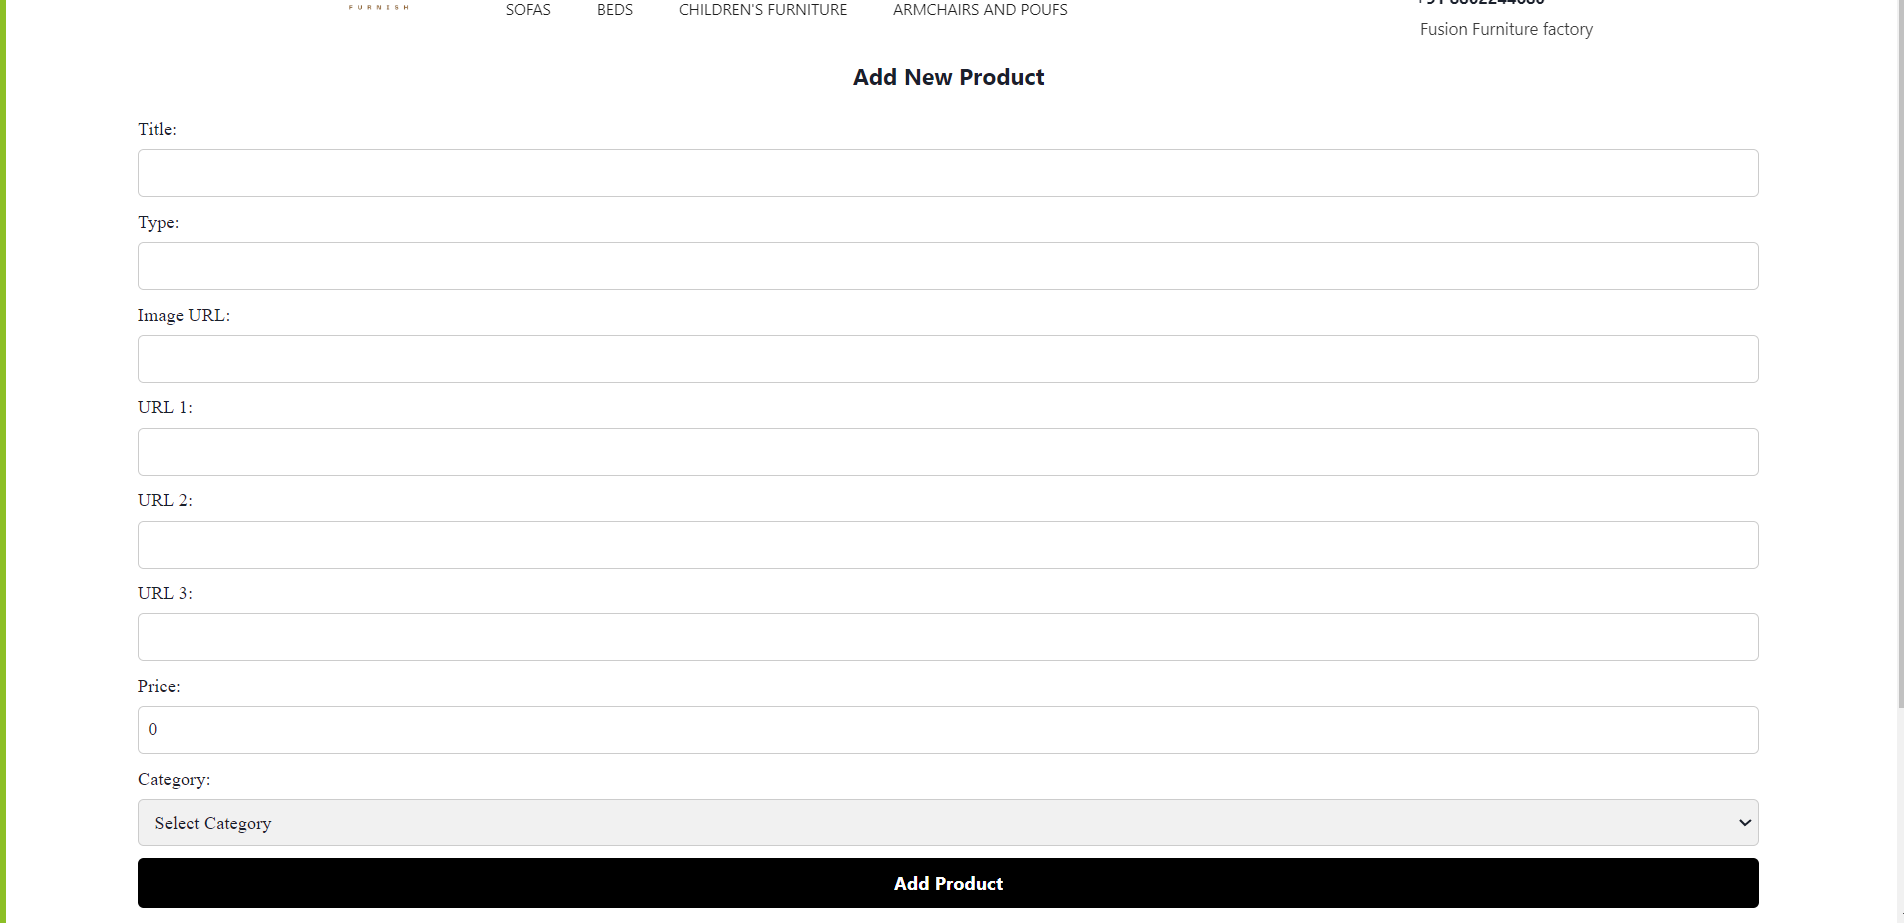 FURNISH
SOFAS BEDS CHILDREN'S FURNITURE ARMCHAIRS AND POUFS
Fusion Furniture factory
Add New Product
Title:
Type:
Image URL:
URL 1:
URL 2:
URL 3:
Price:
0
Category:
Select Category
Add Product